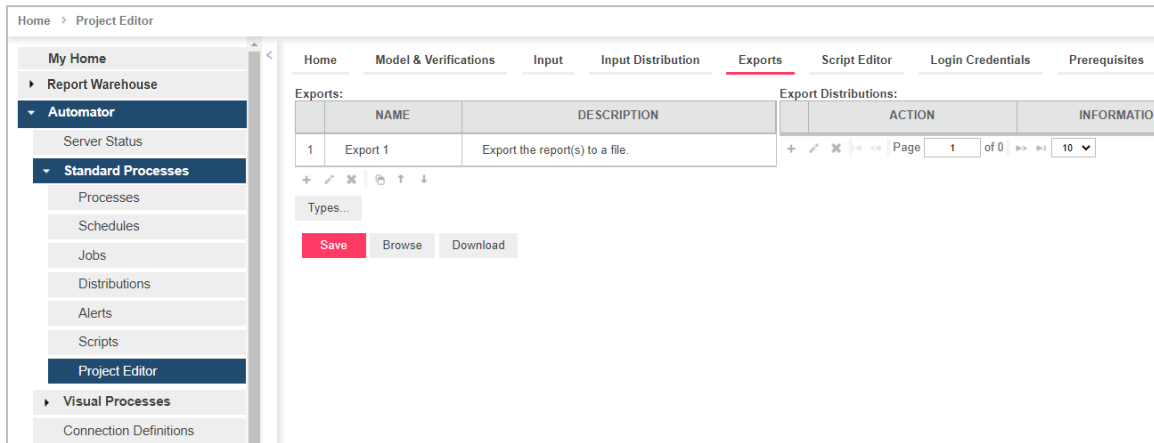 Home > Project Editor
My Home
Report Warehouse
Automator
Server Status
Standard Processes
Processes
Schedules
Jobs
Distributions
Alerts
Scripts
Project Editor
Visual Processes
Connection Definitions
<
Home Model & Verifications Input Input Distribution Exports Script Editor Login Credentials Prerequisites
Exports:
NAME DESCRIPTION
1 Export 1 Export the report(s) to a file.
Types...
Save Browse Download
Export Distributions:
ACTION INFORMATIO
Page 1 of 0 10